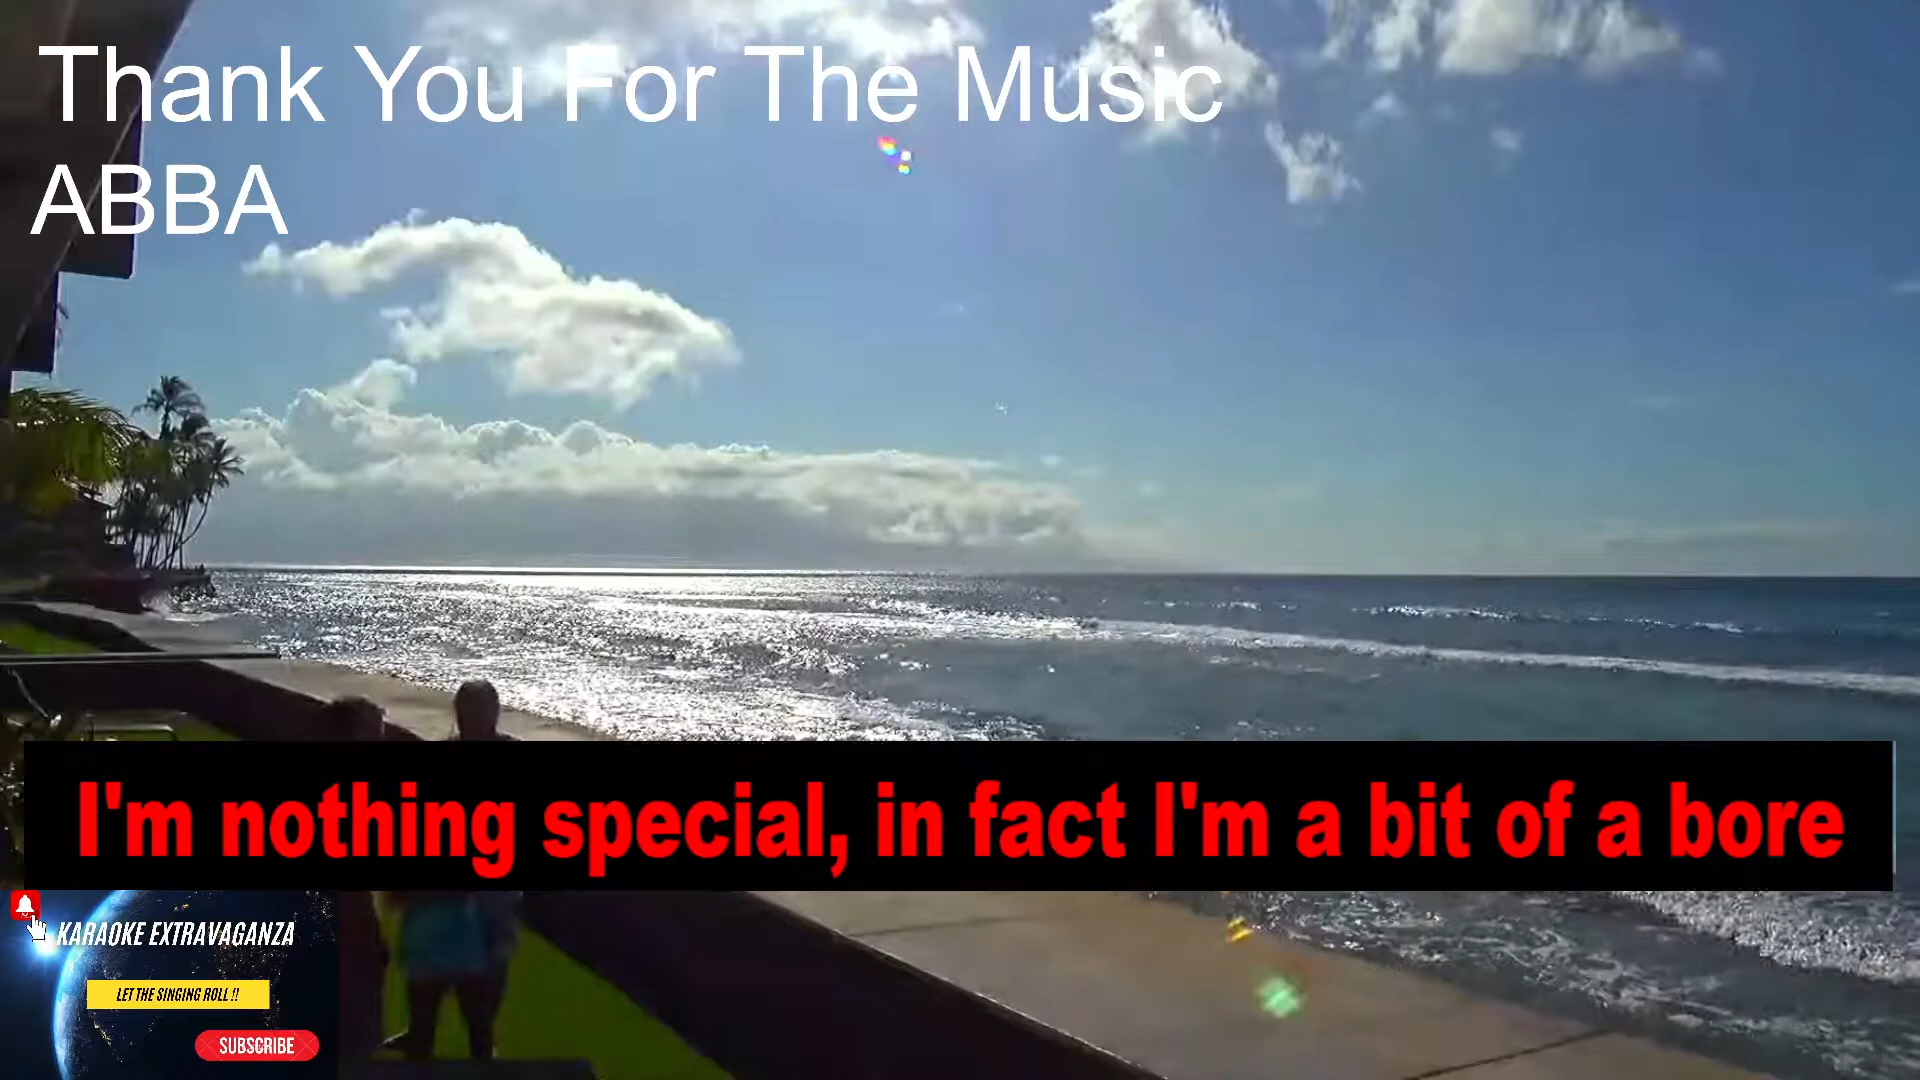 Thank You For The Music
ABBA
I'm nothing special, in fact I'm a bit of a bore
KARAOKE EXTRAVAGANZA
LET THE SINGING ROLL !!
SUBSCRIBE